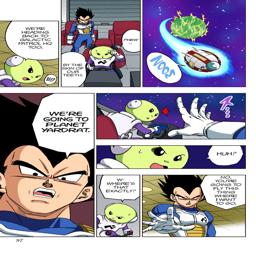 WE'RE
HEADING
BACK TO
GALACTIC
PATROL HQ
TOO.
PHEW!
BY THE
SKIN OF
OUR
TEETH.
WE'RE
GOING TO
PLANET
YARDRAT.
HUH?
W-
WHERE'S
THAT,
EXACTLY?
NO,
YOU'RE
GOING TO
FLY THIS
THING
WHERE
I WANT
TO GO.